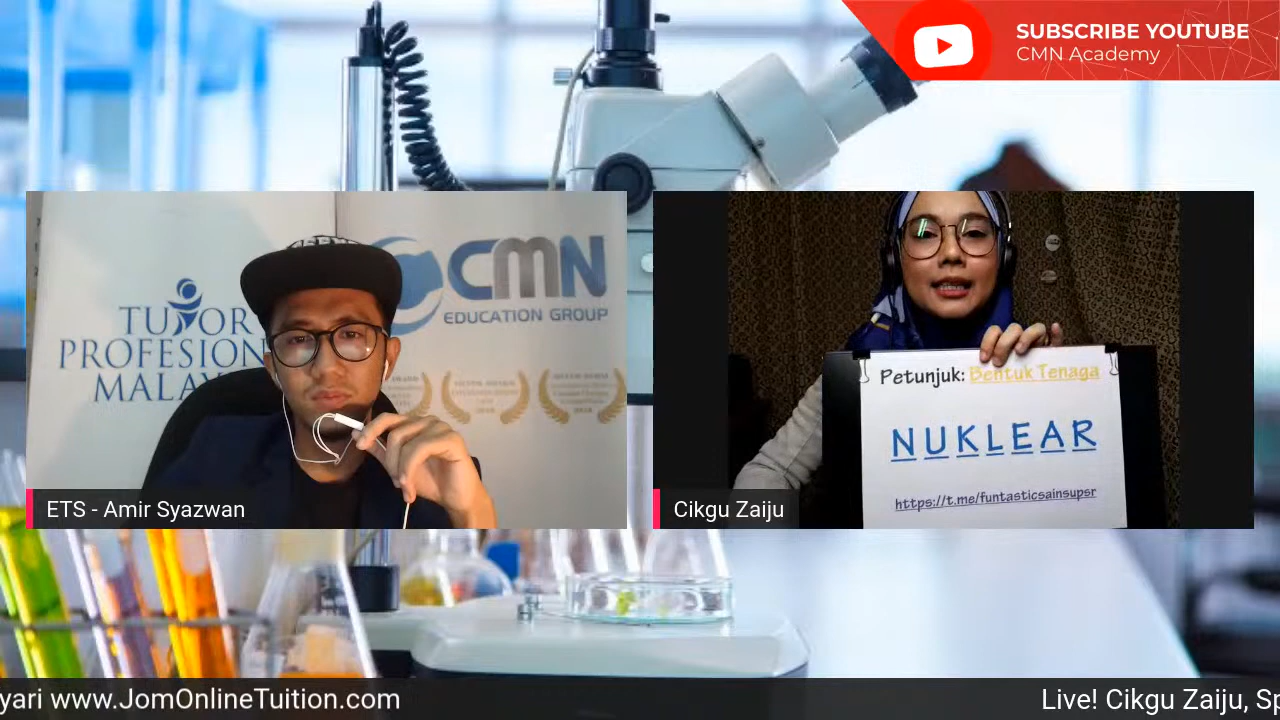 SUBSCRIBE YOUTUBE
CMN Academy
TUTOR
PROFESION
MALAY
CMN
EDUCATION GROUP
Petunjuk: Bentuk Tenaga
NUKLEAR
https://t.me/funtasticsainsupsr
ETS - Amir Syazwan
Cikgu Zaiju
yari www.JomOnlineTuition.com
Live! Cikgu Zaiju, Sp